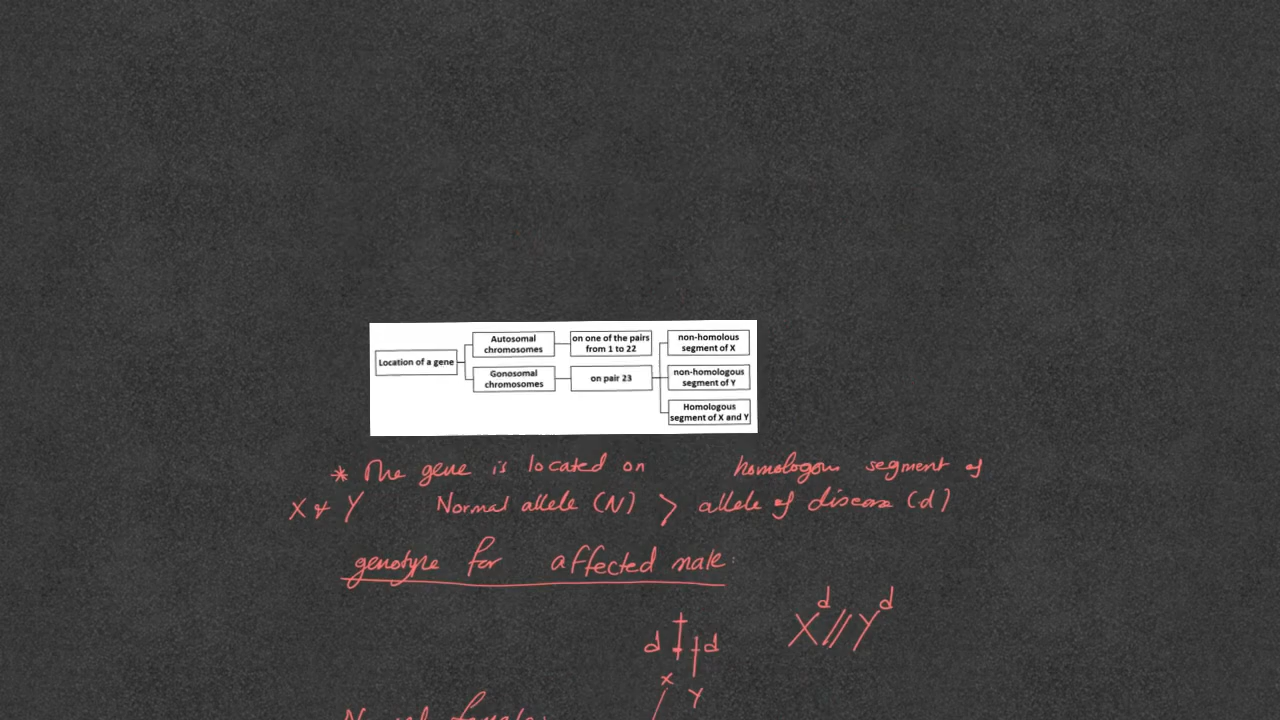 Location of a gene
Autosomal
chromosomes
on one of the pairs
from 1 to 22
Gonosomal
chromosomes
on pair 23
non-homolous
segment of X
non-homologous
segment of Y
Homologous
segment of X and Y
* The gene is located on homologous segment of
X & Y Normal allele (N) > allele of disease (d)
genotype for affected male:
d d
X Y
X^d // Y^d
Normal female: